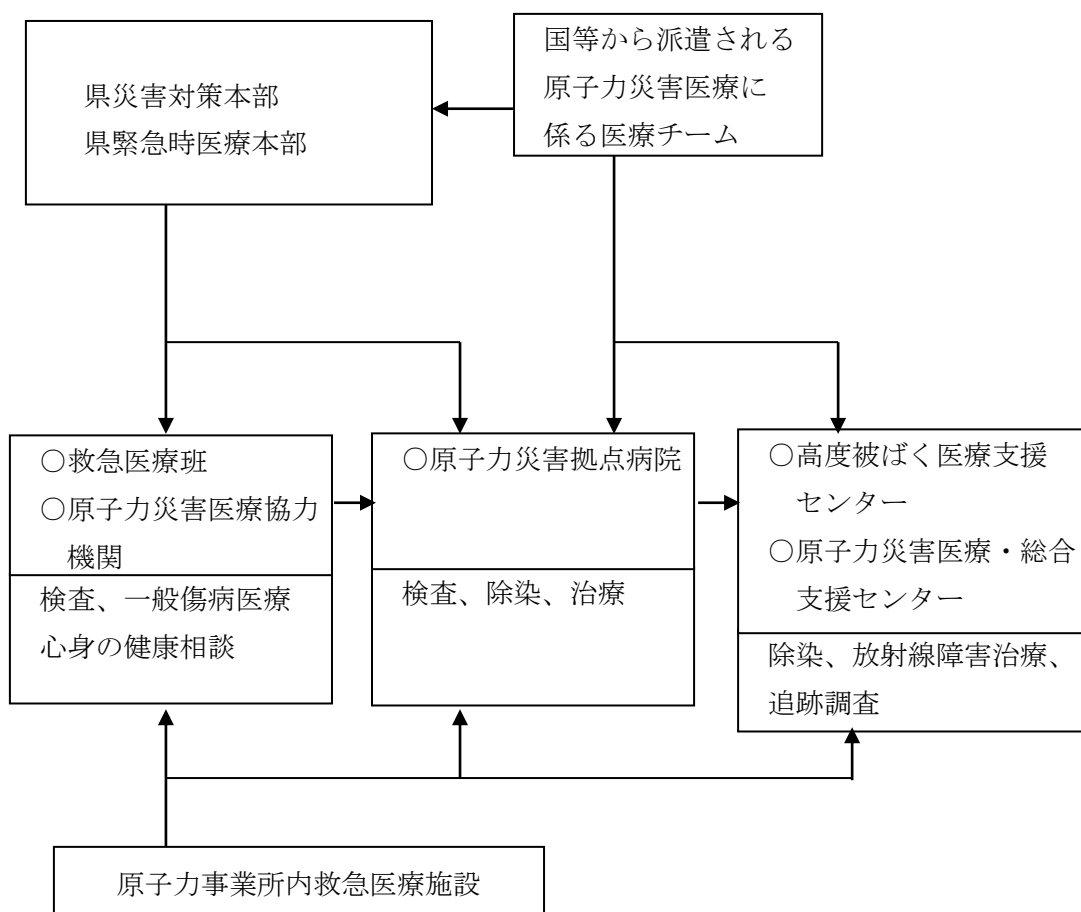 県災害対策本部
県緊急時医療本部
国等から派遣される
原子力災害医療に
係る医療チーム
○救急医療班
○原子力災害医療協力
機関
検査、一般傷病医療
心身の健康相談
○原子力災害拠点病院
検査、除染、治療
○高度被ばく医療支援
センター
○原子力災害医療・総合
支援センター
除染、放射線障害治療、
追跡調査
原子力事業所内救急医療施設